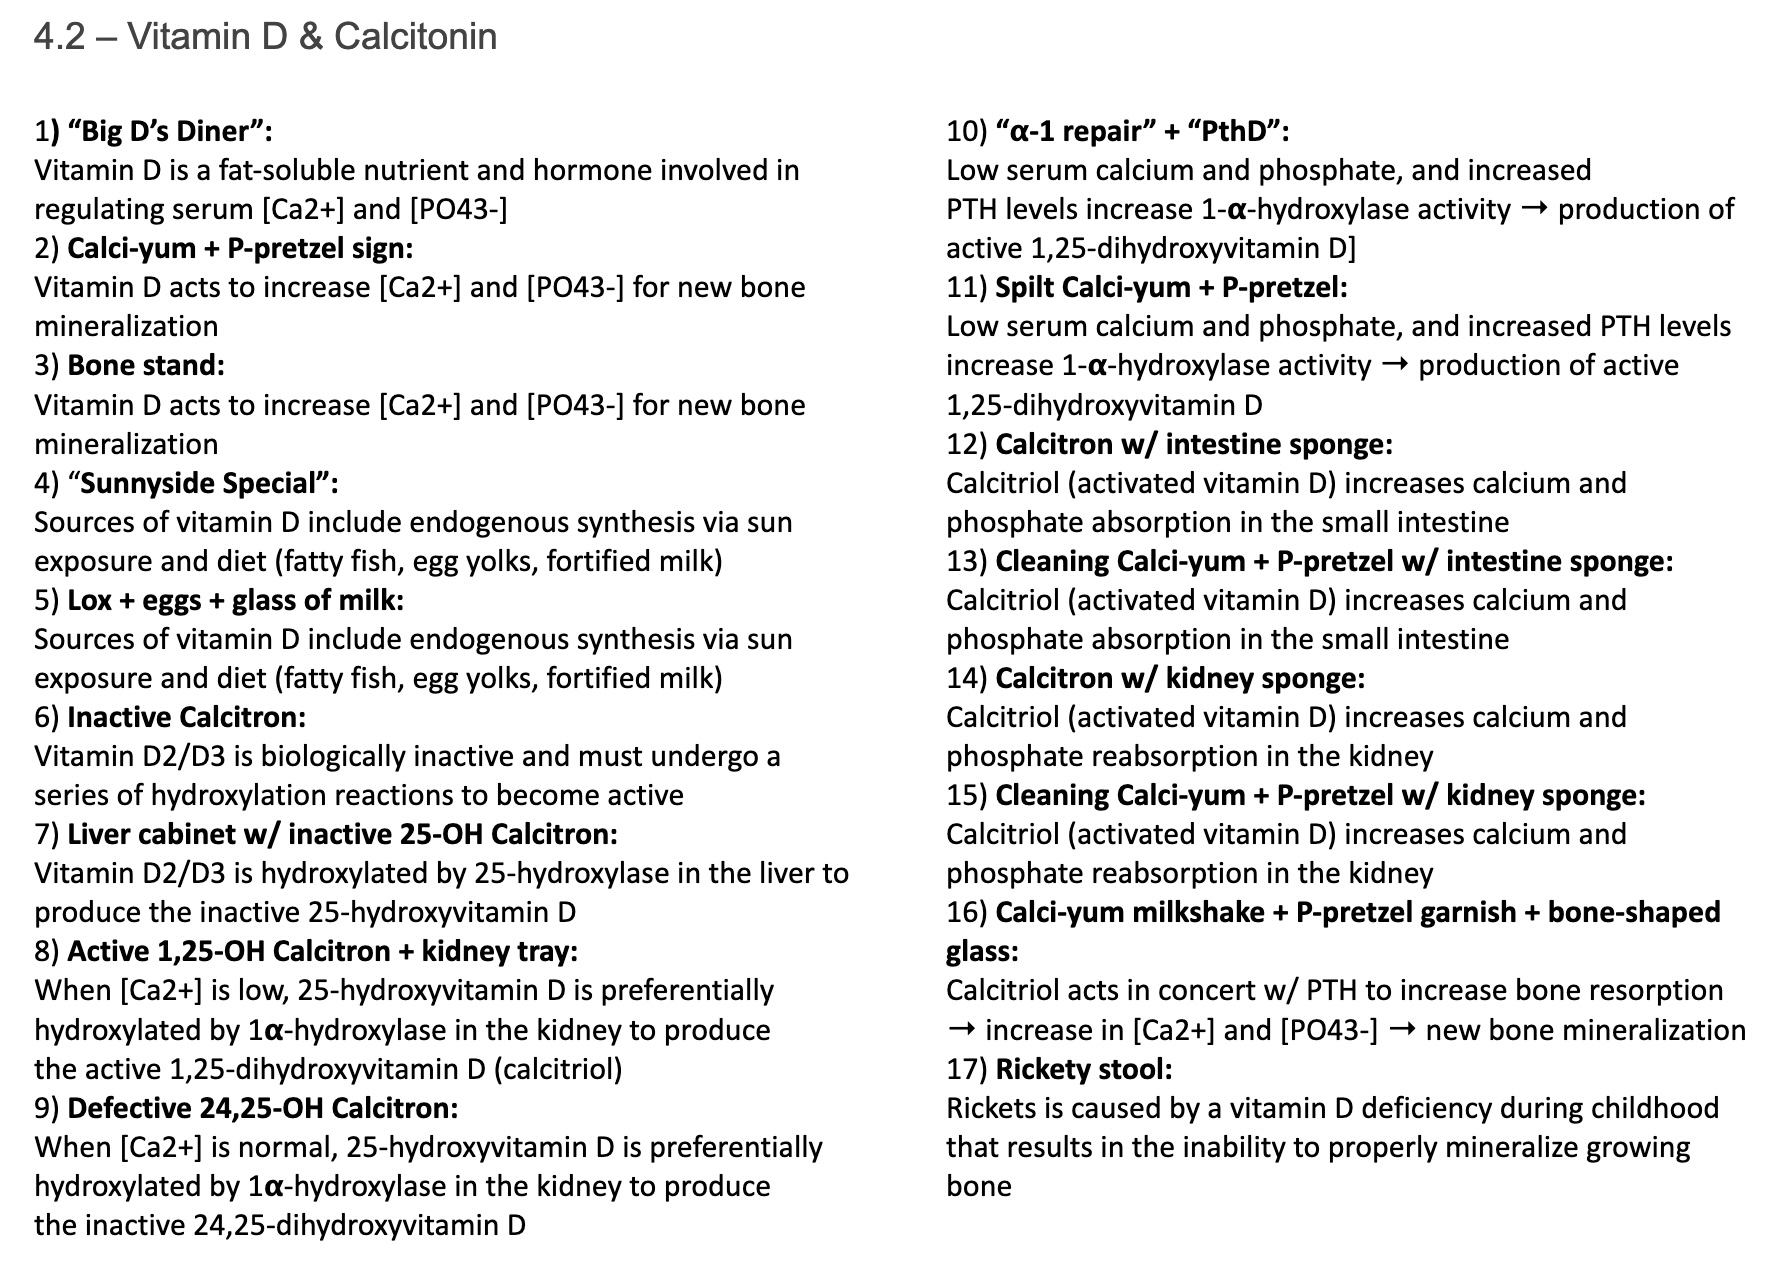 4.2 – Vitamin D & Calcitonin
1) “Big D’s Diner”:
Vitamin D is a fat-soluble nutrient and hormone involved in
regulating serum [Ca2+] and [PO43-]
2) Calci-yum + P-pretzel sign:
Vitamin D acts to increase [Ca2+] and [PO43-] for new bone
mineralization
3) Bone stand:
Vitamin D acts to increase [Ca2+] and [PO43-] for new bone
mineralization
4) “Sunnyside Special”:
Sources of vitamin D include endogenous synthesis via sun
exposure and diet (fatty fish, egg yolks, fortified milk)
5) Lox + eggs + glass of milk:
Sources of vitamin D include endogenous synthesis via sun
exposure and diet (fatty fish, egg yolks, fortified milk)
6) Inactive Calcitron:
Vitamin D2/D3 is biologically inactive and must undergo a
series of hydroxylation reactions to become active
7) Liver cabinet w/ inactive 25-OH Calcitron:
Vitamin D2/D3 is hydroxylated by 25-hydroxylase in the liver to
produce the inactive 25-hydroxyvitamin D
8) Active 1,25-OH Calcitron + kidney tray:
When [Ca2+] is low, 25-hydroxyvitamin D is preferentially
hydroxylated by 1α-hydroxylase in the kidney to produce
the active 1,25-dihydroxyvitamin D (calcitriol)
9) Defective 24,25-OH Calcitron:
When [Ca2+] is normal, 25-hydroxyvitamin D is preferentially
hydroxylated by 1α-hydroxylase in the kidney to produce
the inactive 24,25-dihydroxyvitamin D
10) “α-1 repair” + “PthD”:
Low serum calcium and phosphate, and increased
PTH levels increase 1-α-hydroxylase activity → production of
active 1,25-dihydroxyvitamin D]
11) Spilt Calci-yum + P-pretzel:
Low serum calcium and phosphate, and increased PTH levels
increase 1-α-hydroxylase activity → production of active
1,25-dihydroxyvitamin D
12) Calcitron w/ intestine sponge:
Calcitriol (activated vitamin D) increases calcium and
phosphate absorption in the small intestine
13) Cleaning Calci-yum + P-pretzel w/ intestine sponge:
Calcitriol (activated vitamin D) increases calcium and
phosphate absorption in the small intestine
14) Calcitron w/ kidney sponge:
Calcitriol (activated vitamin D) increases calcium and
phosphate reabsorption in the kidney
15) Cleaning Calci-yum + P-pretzel w/ kidney sponge:
Calcitriol (activated vitamin D) increases calcium and
phosphate reabsorption in the kidney
16) Calci-yum milkshake + P-pretzel garnish + bone-shaped
glass:
Calcitriol acts in concert w/ PTH to increase bone resorption
→ increase in [Ca2+] and [PO43-] → new bone mineralization
17) Rickety stool:
Rickets is caused by a vitamin D deficiency during childhood
that results in the inability to properly mineralize growing
bone